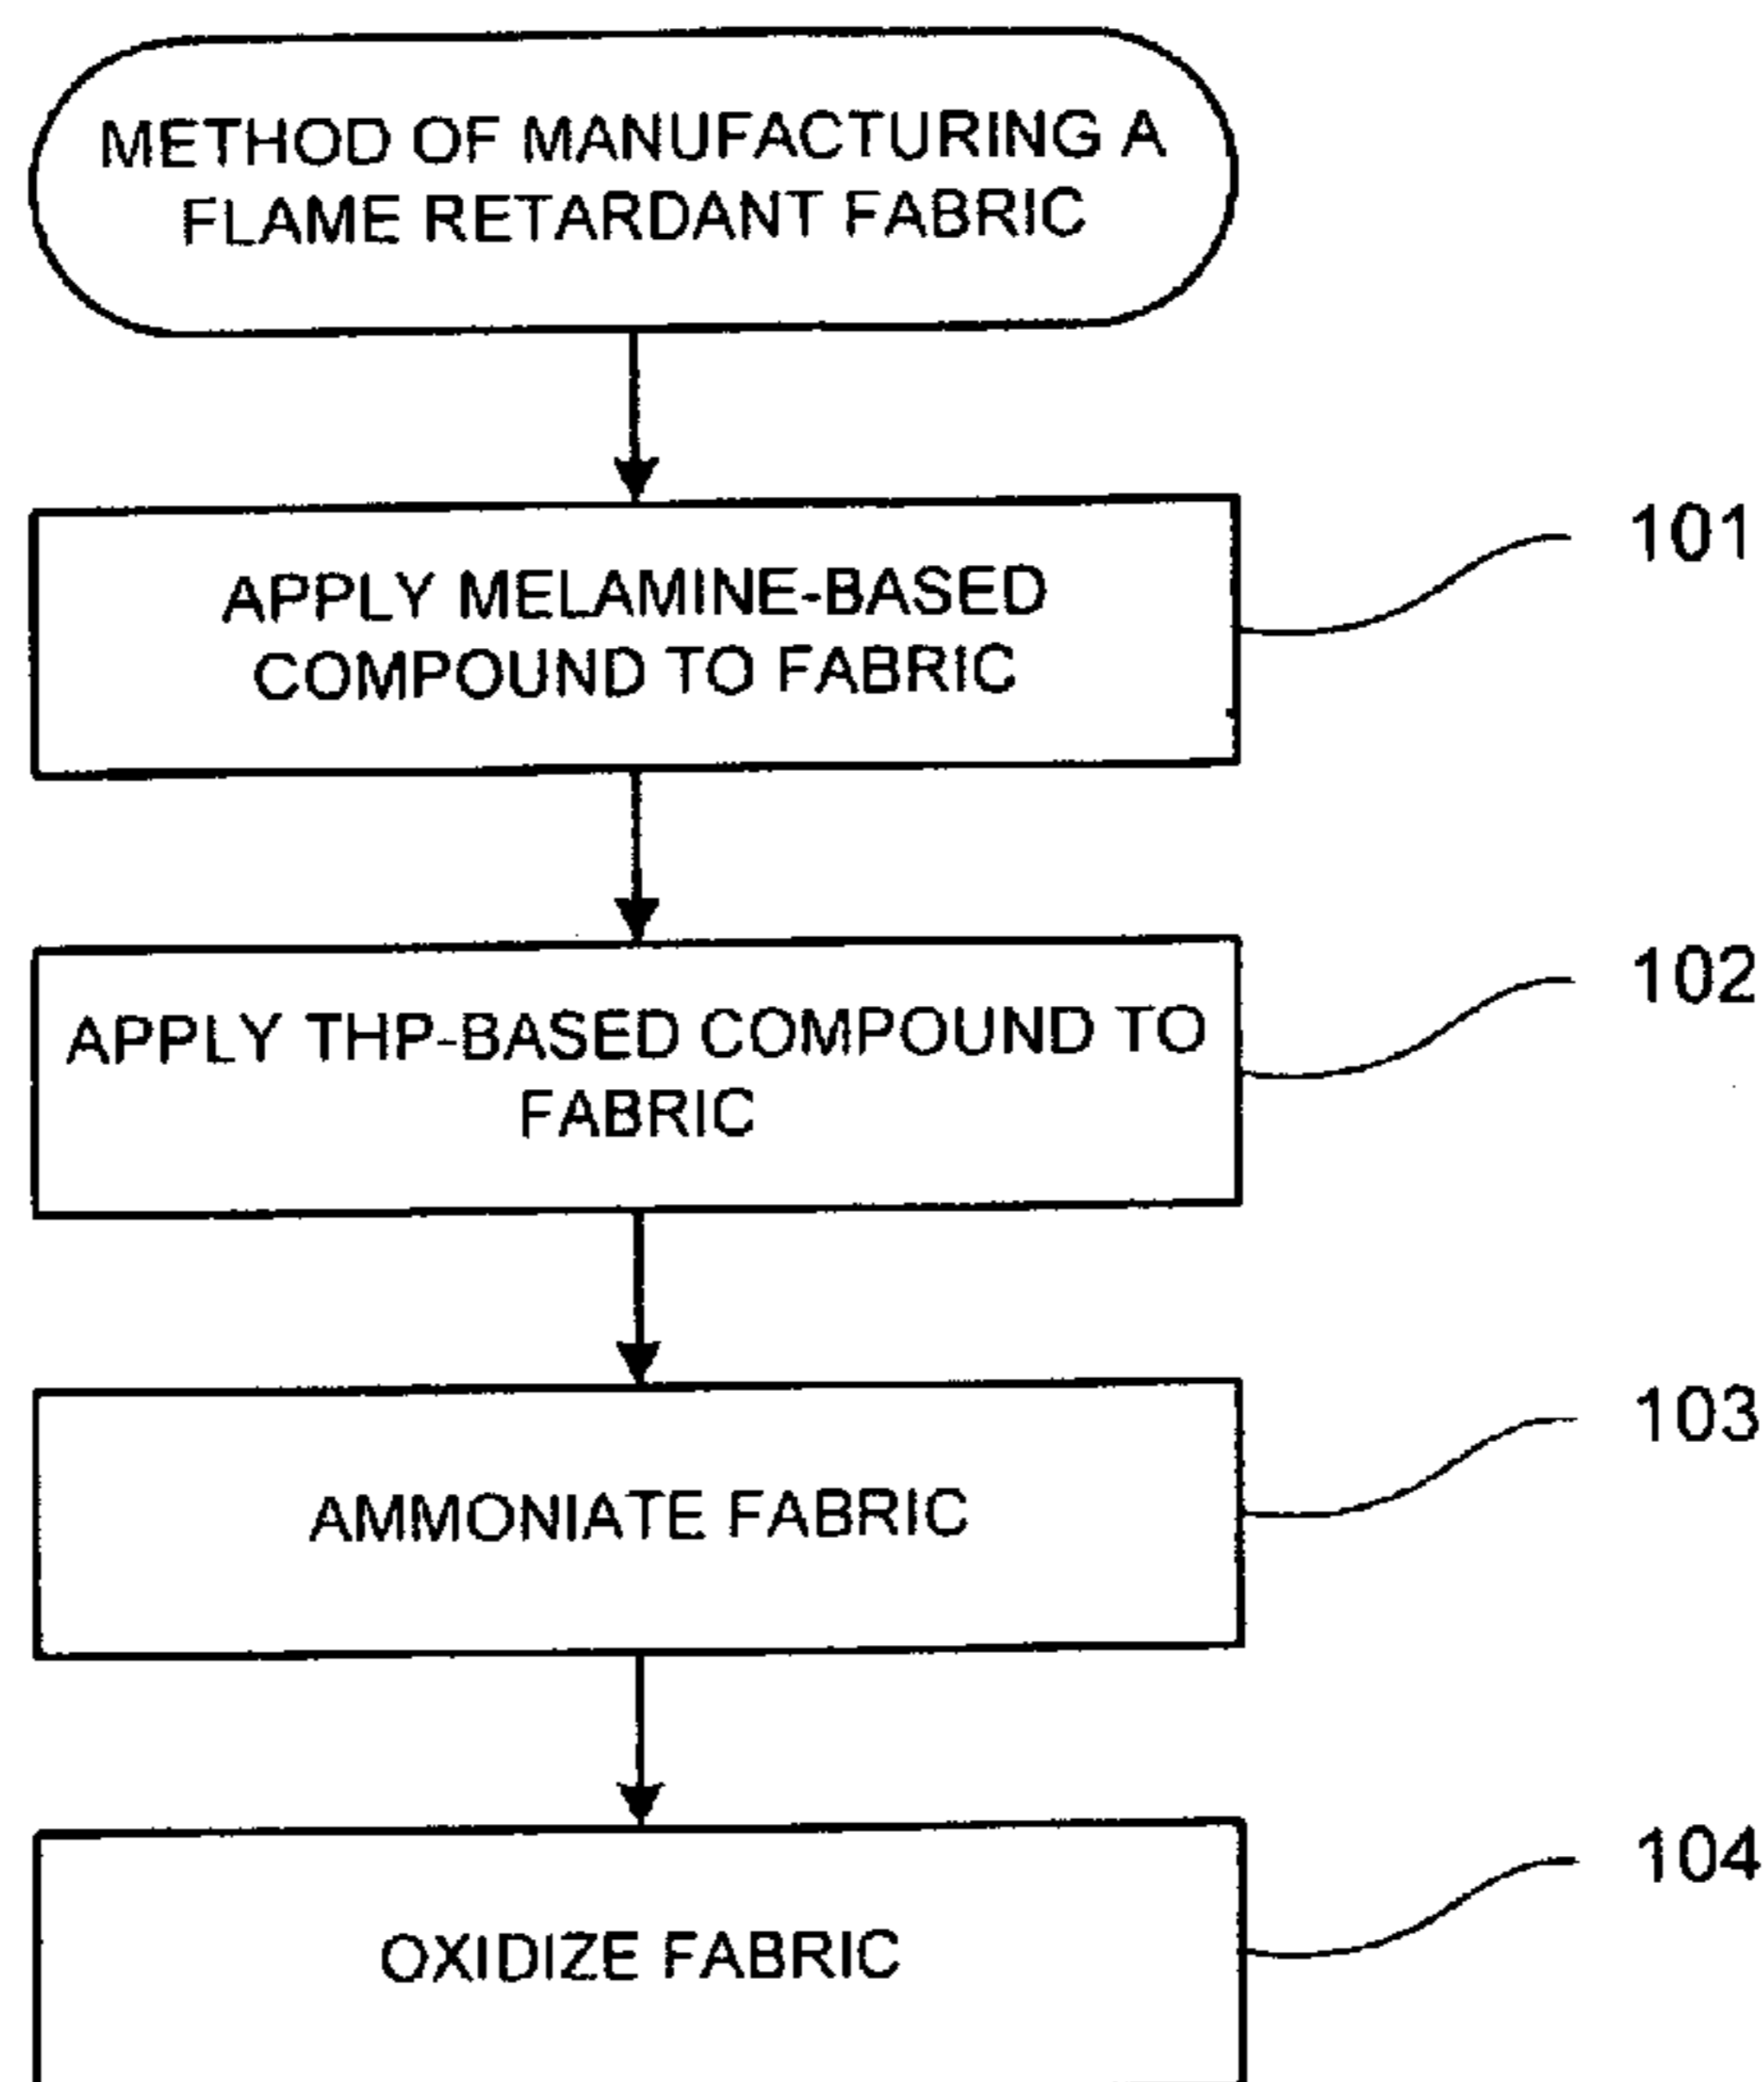 METHOD OF MANUFACTURING A
FLAME RETARDANT FABRIC
APPLY MELAMINE-BASED
COMPOUND TO FABRIC
101
APPLY THP-BASED COMPOUND TO
FABRIC
102
AMMONIATE FABRIC
103
OXIDIZE FABRIC
104